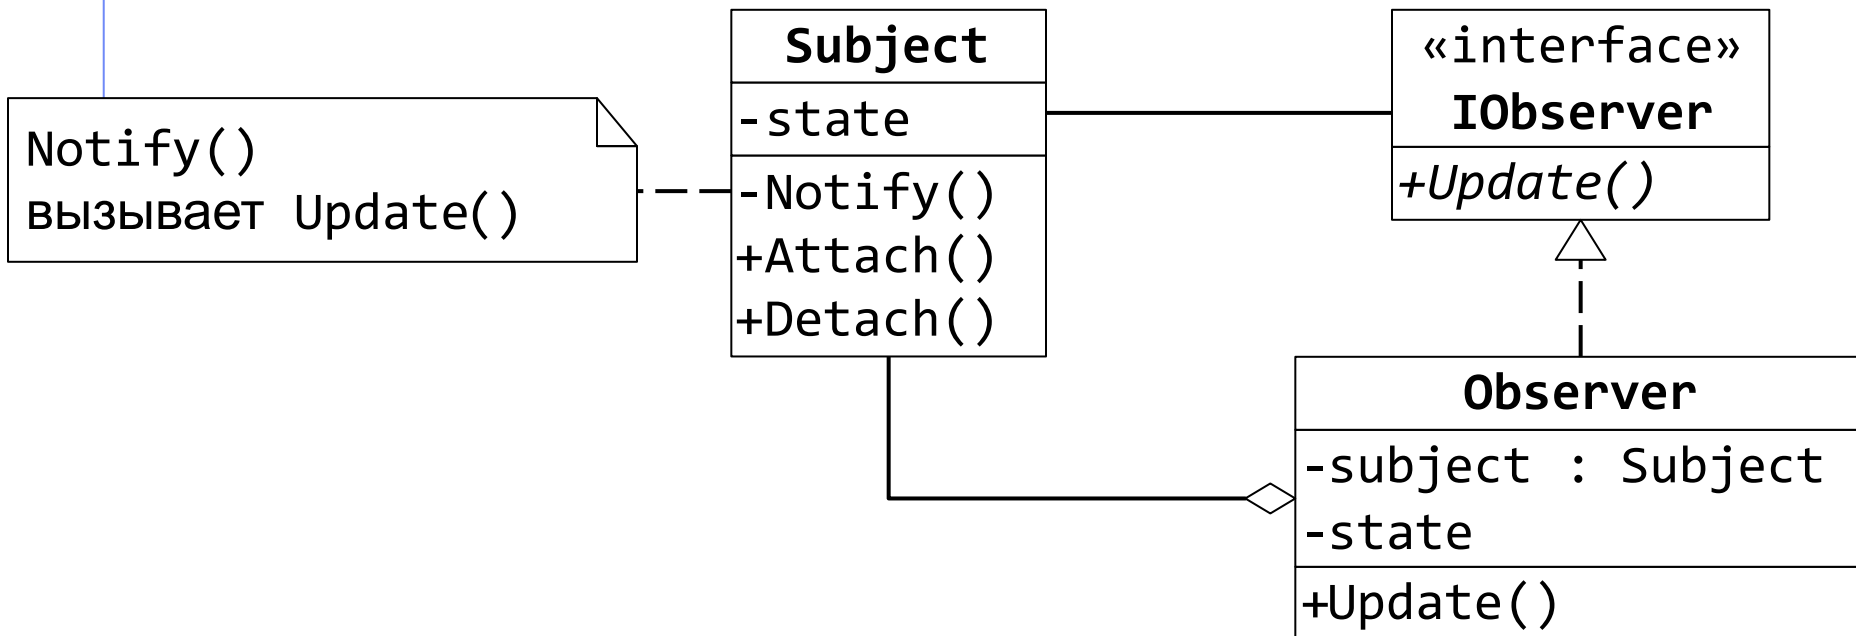 Notify()
вызывает Update()
Subject
-state
-Notify()
+Attach()
+Detach()
«interface»
IObserver
+Update()
Observer
-subject : Subject
-state
+Update()